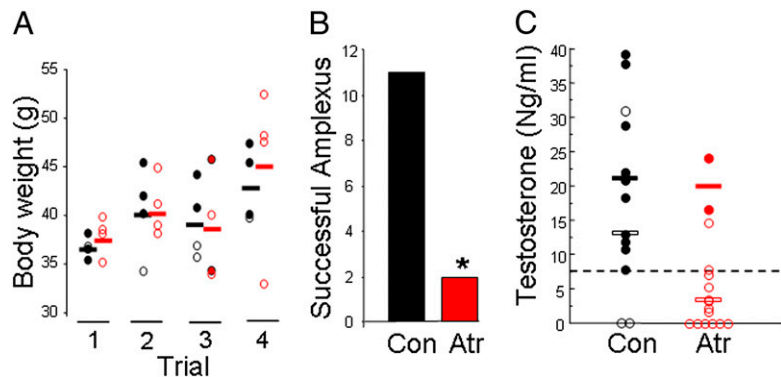 A
Body weight (g)
55
50
45
40
35
30
1 2 3 4
Trial
B
Successful Amplexus
12
10
8
6
4
2
0
*
Con Atr
C
Testosterone (Ng/ml)
40
35
30
25
20
15
10
5
0
Con Atr